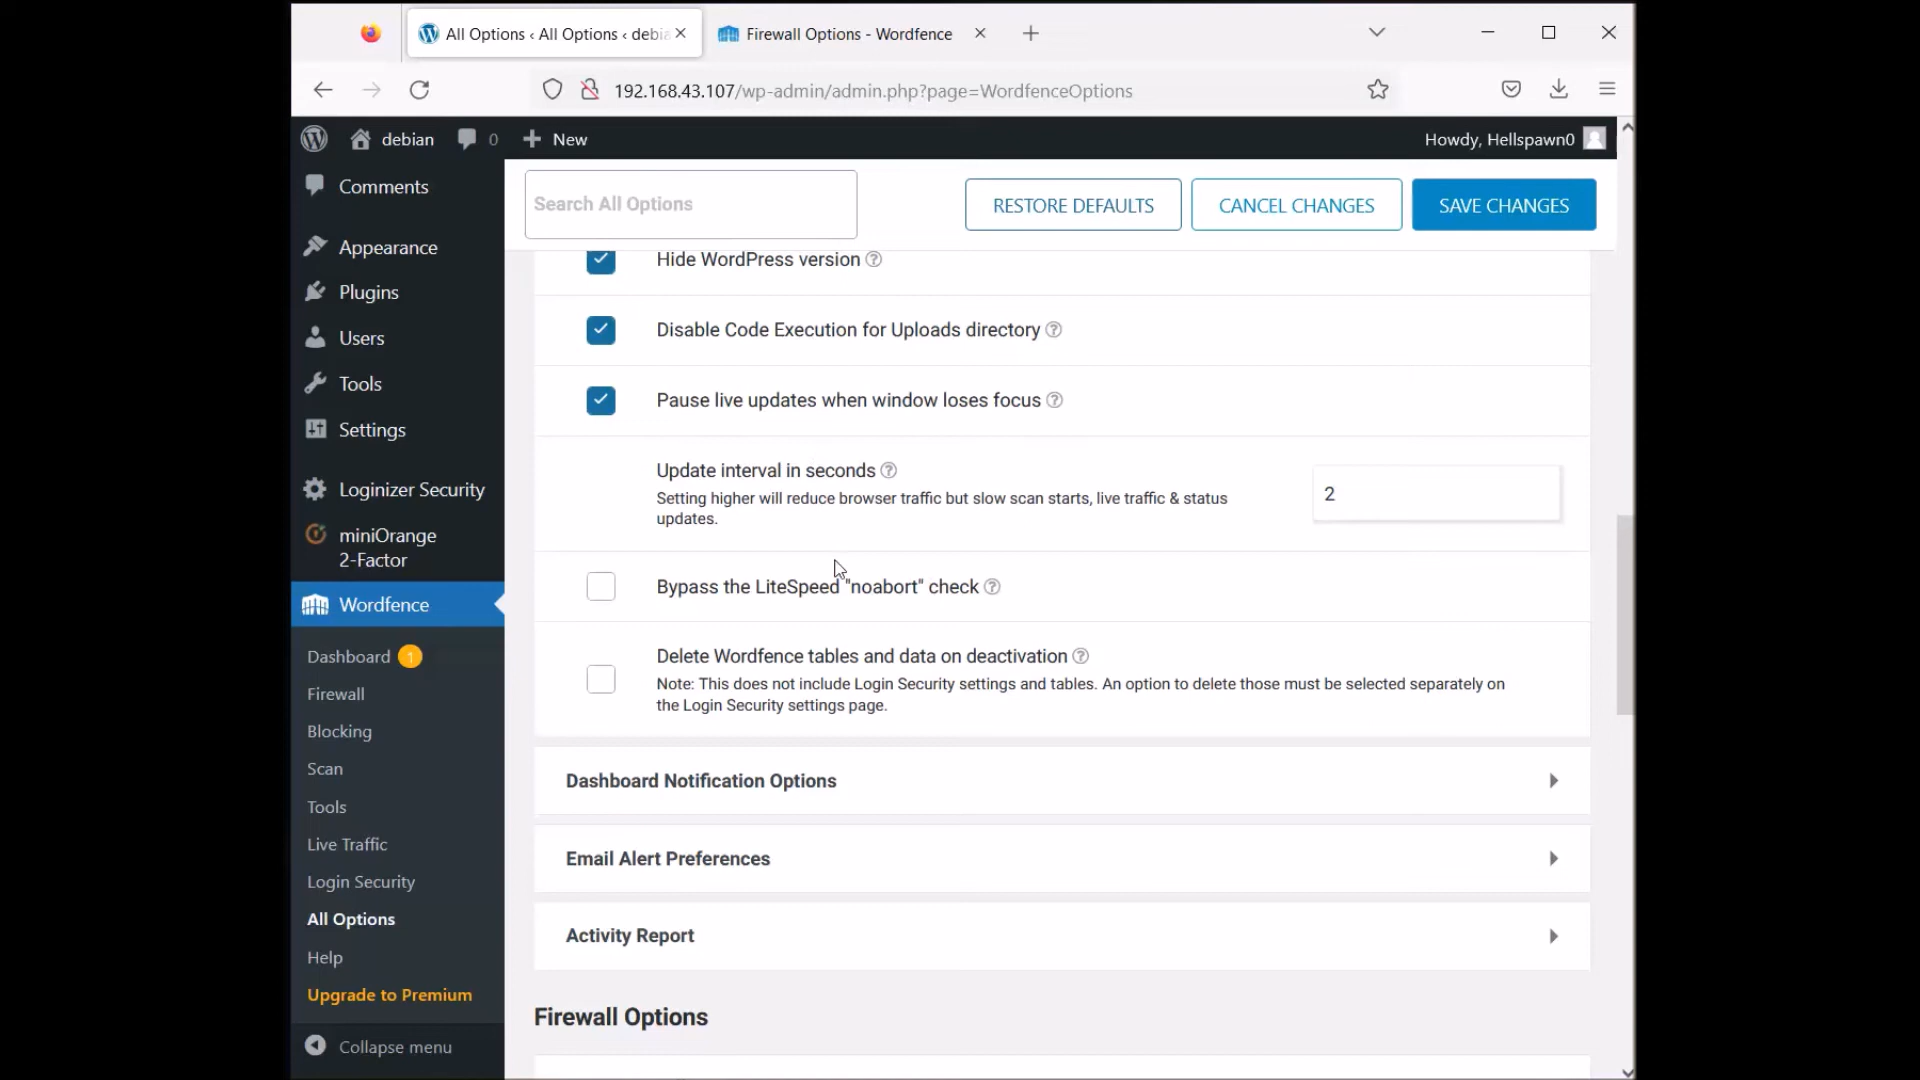 All Options ‹ All Options ‹ debia
Firewall Options - Wordfence
192.168.43.107/wp-admin/admin.php?page=WordfenceOptions
debian
0
New
Howdy, Hellspawn0
Comments
Appearance
Plugins
Users
Tools
Settings
Loginizer Security
miniOrange
2-Factor
Wordfence
Dashboard 1
Firewall
Blocking
Scan
Tools
Live Traffic
Login Security
All Options
Help
Upgrade to Premium
Collapse menu
Search All Options
RESTORE DEFAULTS
CANCEL CHANGES
SAVE CHANGES
Hide WordPress version
Disable Code Execution for Uploads directory
Pause live updates when window loses focus
Update interval in seconds
Setting higher will reduce browser traffic but slow scan starts, live traffic & status
updates.
2
Bypass the LiteSpeed "noabort" check
Delete Wordfence tables and data on deactivation
Note: This does not include Login Security settings and tables. An option to delete those must be selected separately on
the Login Security settings page.
Dashboard Notification Options
Email Alert Preferences
Activity Report
Firewall Options